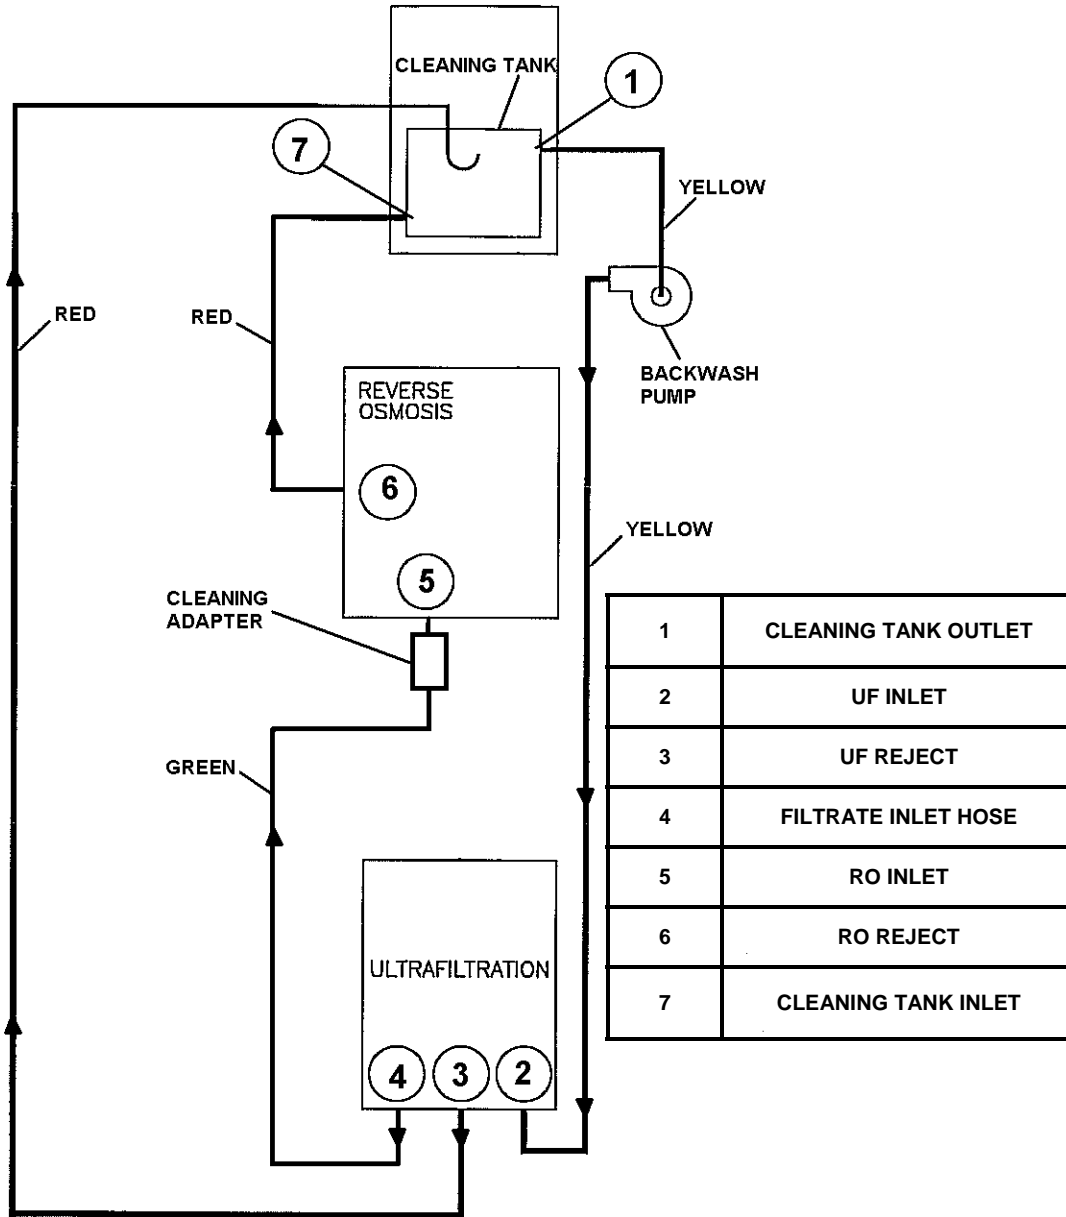 CLEANING TANK
1
7
YELLOW
RED
RED
BACKWASH
PUMP
REVERSE
OSMOSIS
6
YELLOW
5
CLEANING
ADAPTER
GREEN
ULTRAFILTRATION
4
3
2
1 CLEANING TANK OUTLET
2 UF INLET
3 UF REJECT
4 FILTRATE INLET HOSE
5 RO INLET
6 RO REJECT
7 CLEANING TANK INLET